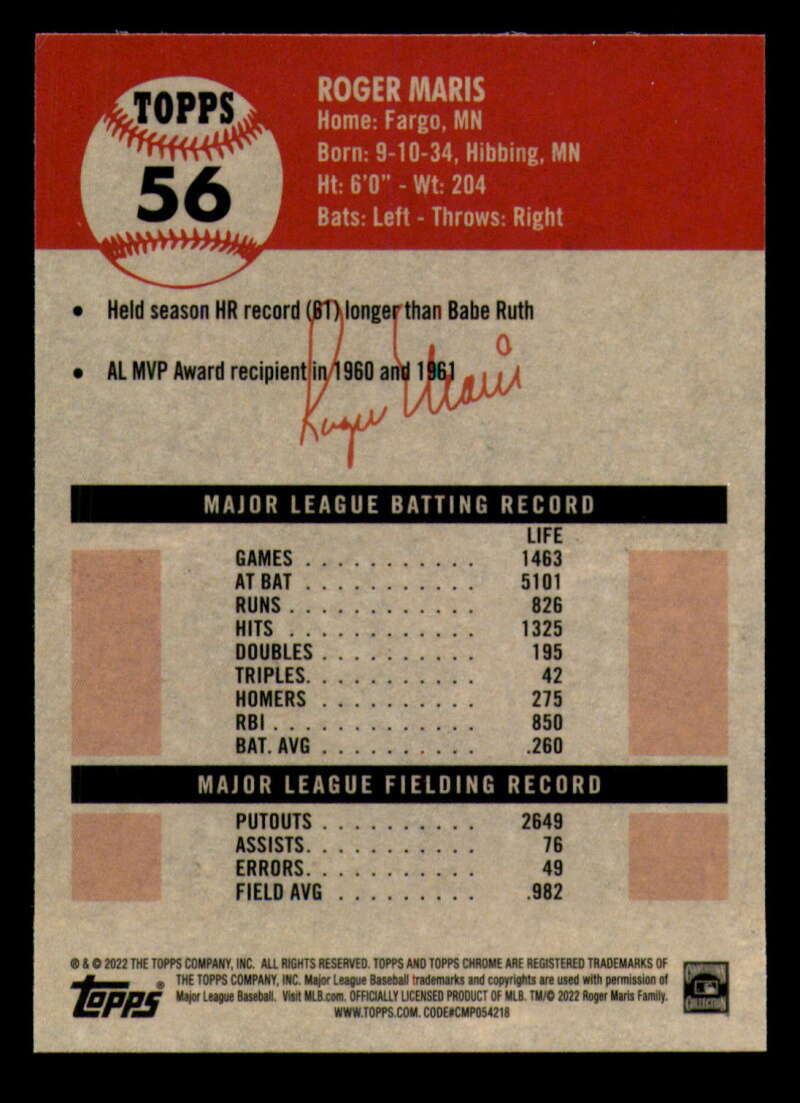 TOPPS
56
ROGER MARIS
Home: Fargo, MN
Born: 9-10-34, Hibbing, MN
Ht: 6'0" - Wt: 204
Bats: Left - Throws: Right
• Held season HR record (61) longer than Babe Ruth
• AL MVP Award recipient in 1960 and 1961
Roger Maris
MAJOR LEAGUE BATTING RECORD
LIFE
GAMES . . . . . . . . . . . 1463
AT BAT . . . . . . . . . . . 5101
RUNS . . . . . . . . . . . . 826
HITS . . . . . . . . . . . . 1325
DOUBLES . . . . . . . . . . 195
TRIPLES. . . . . . . . . . . 42
HOMERS . . . . . . . . . . 275
RBI . . . . . . . . . . . . . 850
BAT. AVG . . . . . . . . . . .260
MAJOR LEAGUE FIELDING RECORD
PUTOUTS . . . . . . . . . . 2649
ASSISTS. . . . . . . . . . . 76
ERRORS. . . . . . . . . . . 49
FIELD AVG . . . . . . . . . .982
® & © 2022 THE TOPPS COMPANY, INC. ALL RIGHTS RESERVED. TOPPS AND TOPPS CHROME ARE REGISTERED TRADEMARKS OF
THE TOPPS COMPANY, INC. Major League Baseball trademarks and copyrights are used with permission of
Major League Baseball. Visit MLB.com. OFFICIALLY LICENSED PRODUCT OF MLB. TM/© 2022 Roger Maris Family.
WWW.TOPPS.COM. CODE#CMP054218
Topps®
COOPERSTOWN
COLLECTION